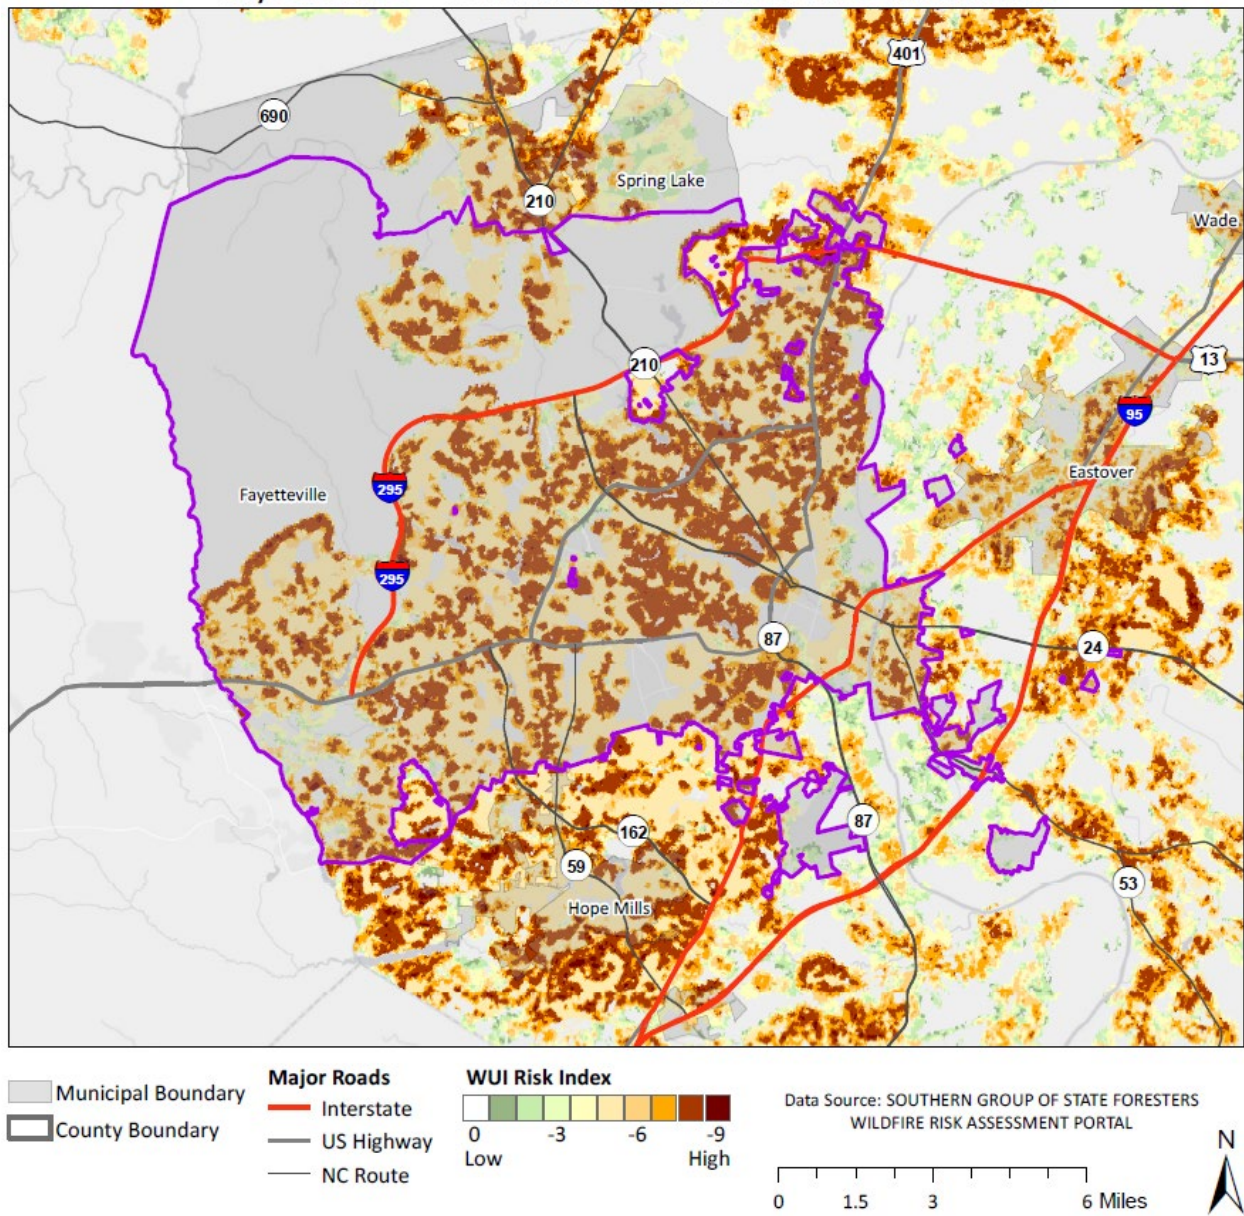 401
690
Spring Lake
210
Wade
210
13
95
Eastover
295
Fayetteville
295
87
24
162
87
59
53
Hope Mills
Municipal Boundary
County Boundary
Major Roads
Interstate
US Highway
NC Route
WUI Risk Index
0 -3 -6 -9
Low High
Data Source: SOUTHERN GROUP OF STATE FORESTERS
WILDFIRE RISK ASSESSMENT PORTAL
0 1.5 3 6 Miles
N